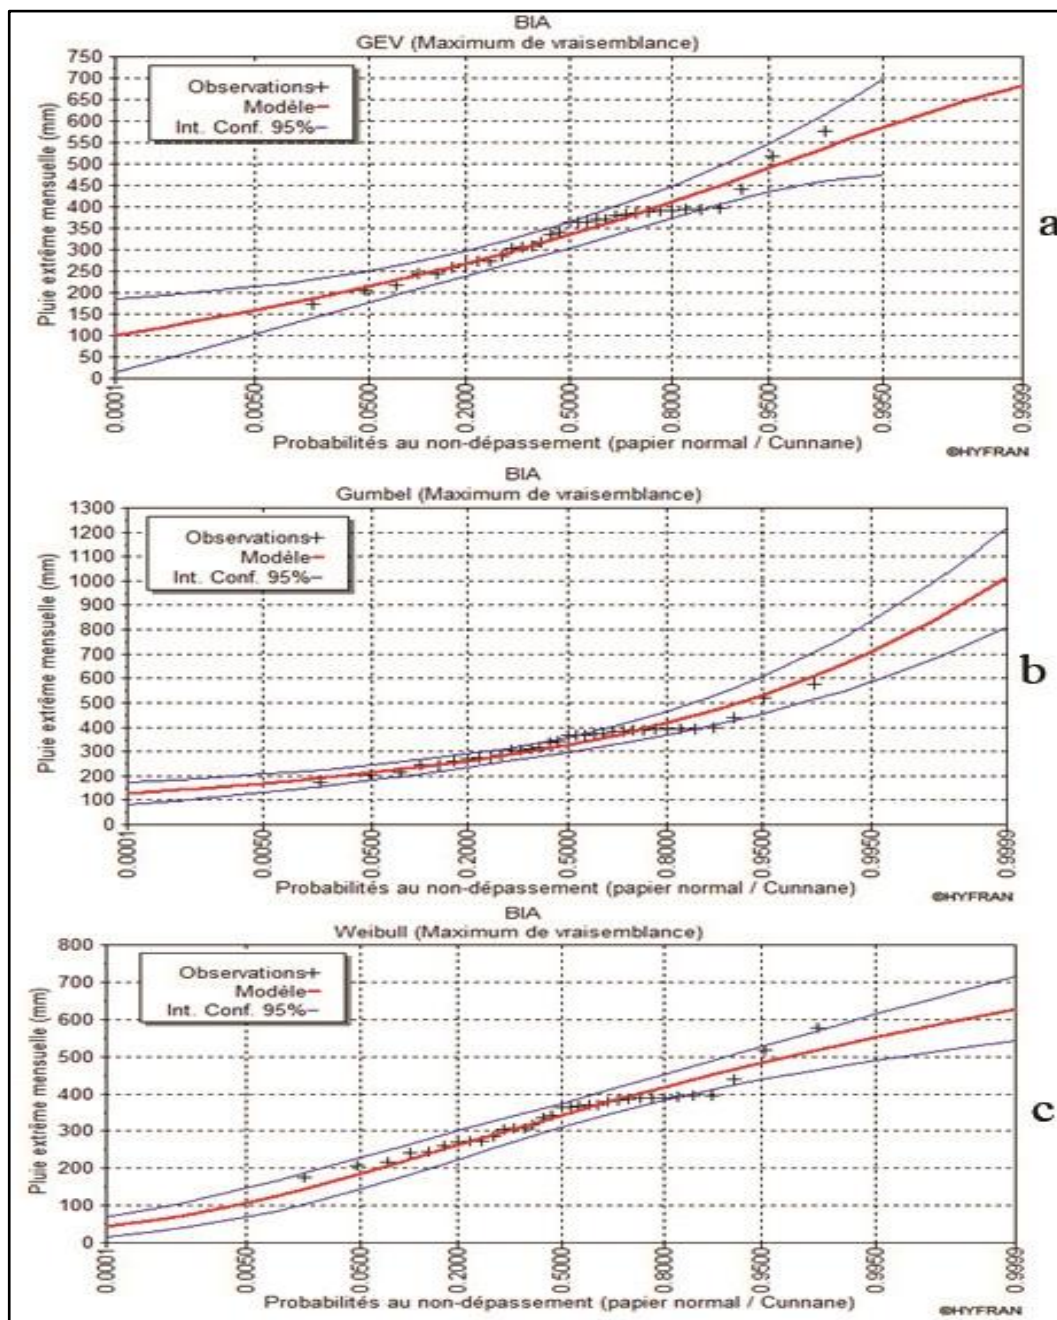 BIA
GEV (Maximum de vraisemblance)
750
700
650
600
550
500
450
400
350
300
250
200
150
100
50
0
Pluie extrême mensuelle (mm)
Observations+
Modèle−
Int. Conf. 95%−
a
0.0001
0.0050
0.0500
0.2000
0.5000
0.8000
0.9500
0.9950
0.9999
Probabilités au non-dépassement (papier normal / Cunnane)
©HYFRAN
BIA
Gumbel (Maximum de vraisemblance)
1300
1200
1100
1000
900
800
700
600
500
400
300
200
100
0
Pluie extrême mensuelle (mm)
Observations+
Modèle−
Int. Conf. 95%−
b
0.0001
0.0050
0.0500
0.2000
0.5000
0.8000
0.9500
0.9950
0.9999
Probabilités au non-dépassement (papier normal / Cunnane)
©HYFRAN
BIA
Weibull (Maximum de vraisemblance)
800
700
600
500
400
300
200
100
0
Pluie extrême mensuelle (mm)
Observations+
Modèle−
Int. Conf. 95%−
c
0.0001
0.0050
0.0500
0.2000
0.5000
0.8000
0.9500
0.9950
0.9999
Probabilités au non-dépassement (papier normal / Cunnane)
©HYFRAN